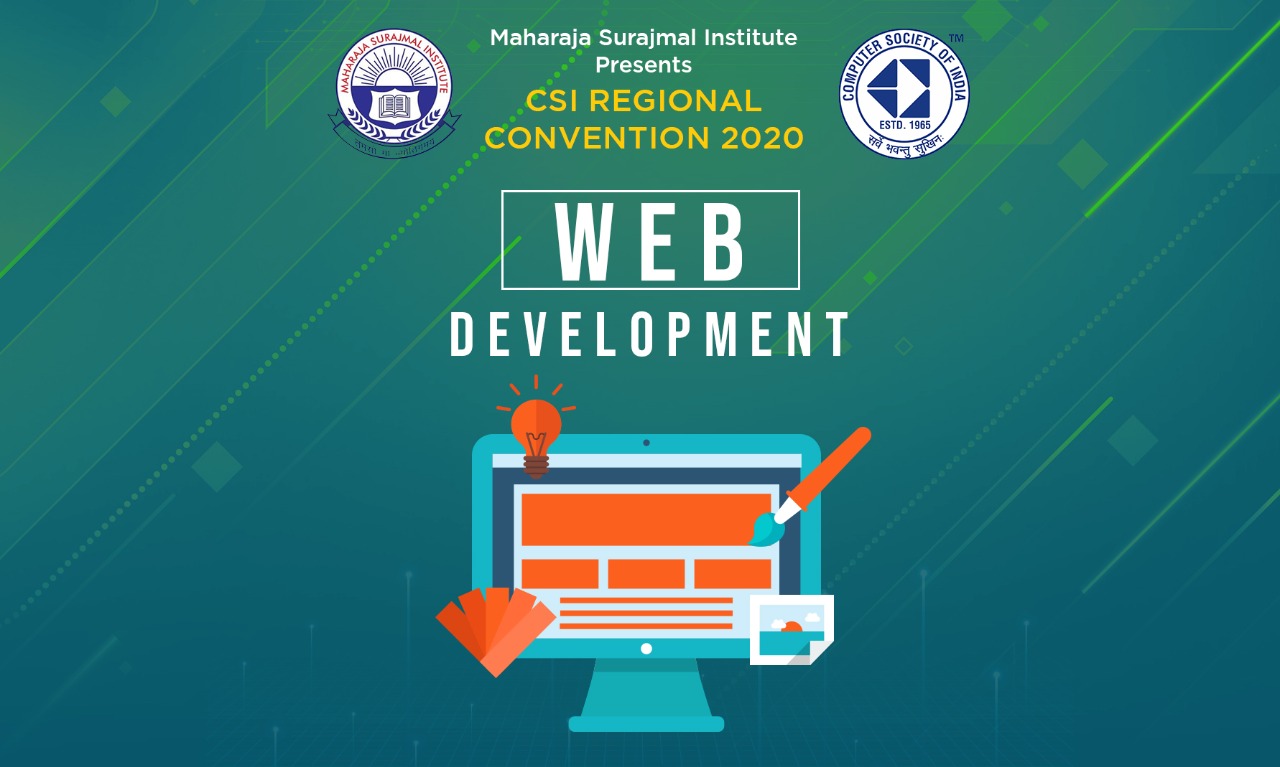 Maharaja Surajmal Institute
Presents
CSI REGIONAL
CONVENTION 2020
MAHARAJA SURAJMAL INSTITUTE
COMPUTER SOCIETY OF INDIA
TM
ESTD. 1965
सर्वे भवन्तु सुखिनः
WEB
DEVELOPMENT